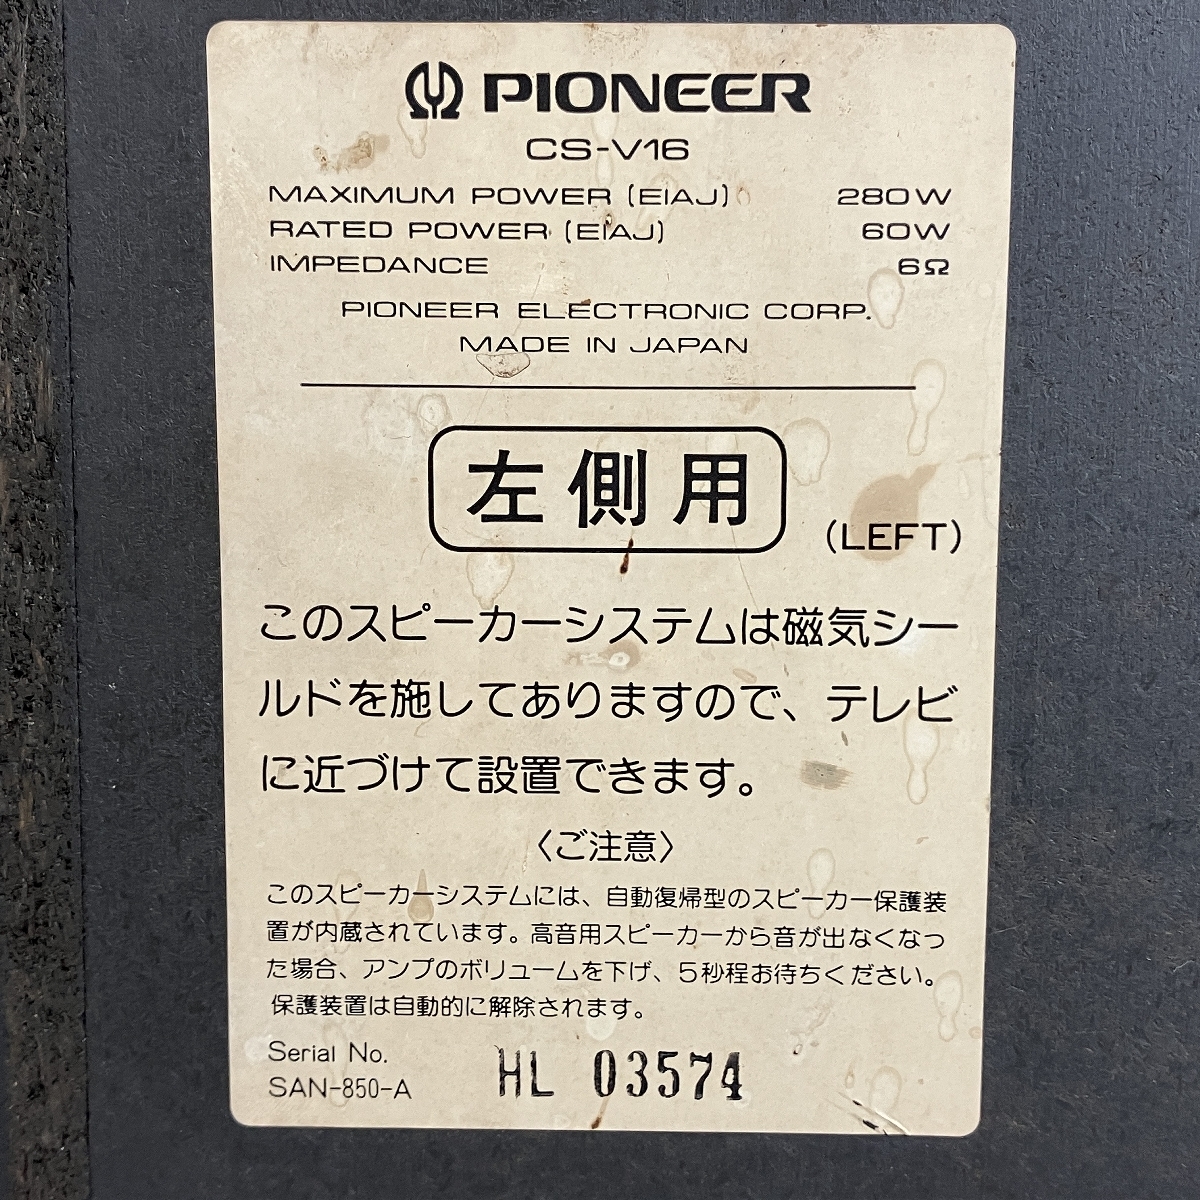 PIONEER
CS-V16
MAXIMUM POWER (EIAJ) 280W
RATED POWER (EIAJ) 60W
IMPEDANCE 6Ω
PIONEER ELECTRONIC CORP.
MADE IN JAPAN
左側用 (LEFT)
このスピーカーシステムは磁気シー
ルドを施してありますので、テレビ
に近づけて設置できます。
〈ご注意〉
このスピーカーシステムには、自動復帰型のスピーカー保護装
置が内蔵されています。高音用スピーカーから音が出なくなっ
た場合、アンプのボリュームを下げ、5秒程お待ちください。
保護装置は自動的に解除されます。
Serial No.
SAN-850-A HL 03574